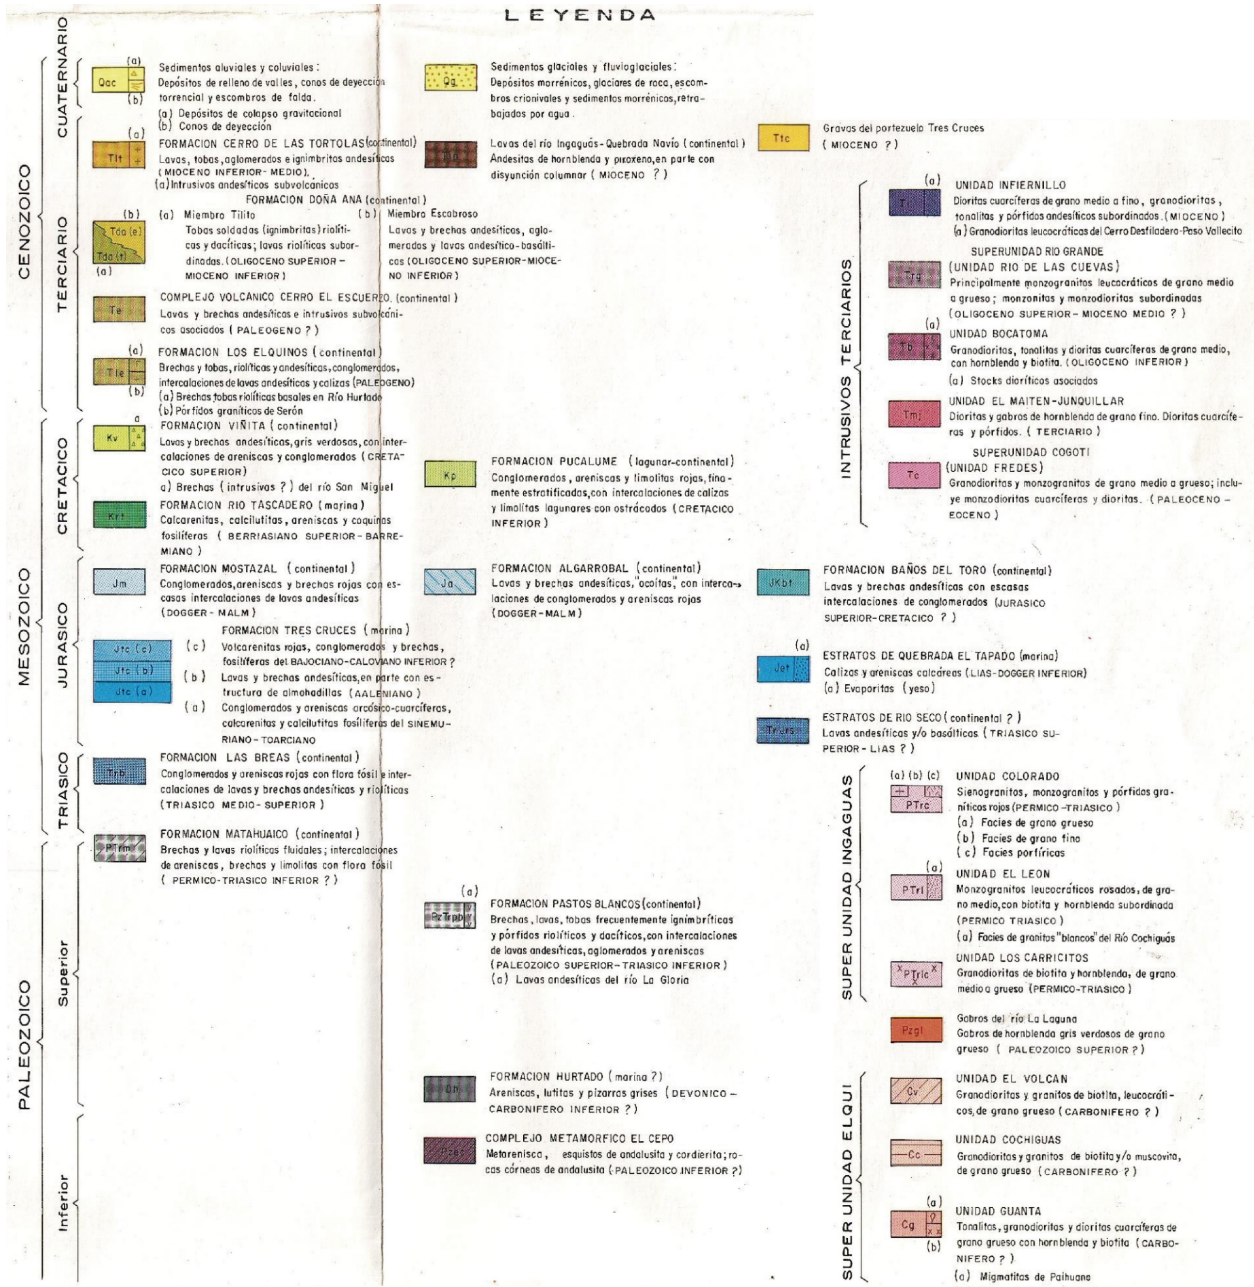 LEYENDA
CENOZOICO
CUATERNARIO
(a)
Qac
(b)
Sedimentos aluviales y coluviales:
Depósitos de relleno de valles, conos de deyección
torrencial y escombros de falda.
(a) Depósitos de colapso gravitacional
(b) Conos de deyección
Qg
Sedimentos glaciales y fluvioglaciales:
Depósitos morrénicos, glaciares de roca, escom-
bros crionivales y sedimentos morrénicos, retra-
bajados por agua.
TERCIARIO
(a)
Tlt
FORMACION CERRO DE LAS TORTOLAS (continental)
Lavas, tobas, aglomerados e ignimbritas andesíticas
(MIOCENO INFERIOR-MEDIO).
(a) Intrusivos andesíticos subvolcánicos
Lavas del río Ingaguás-Quebrada Navío (continental)
Andesitas de hornblenda y piroxeno, en parte con
disyunción columnar (MIOCENO ?)
Ttc
Gravas del portezuelo Tres Cruces
(MIOCENO ?)
FORMACION DOÑA ANA (continental)
(b)
Tda (e)
Tda (t)
(a)
(a) Miembro Tilito
Tobas soldadas (ignimbritas) riolíti-
cas y dacíticas; lavas riolíticas subor-
dinadas. (OLIGOCENO SUPERIOR-
MIOCENO INFERIOR)
(b) Miembro Escabroso
Lavas y brechas andesíticas, aglo-
merados y lavas andesítico-basálti-
cas (OLIGOCENO SUPERIOR-MIOCE-
NO INFERIOR)
Te
COMPLEJO VOLCANICO CERRO EL ESCUERZO. (continental)
Lavas y brechas andesíticas e intrusivos subvolcáni-
cos asociados (PALEOGENO ?)
(a)
Tle
(b)
FORMACION LOS ELQUINOS (continental)
Brechas y tobas, riolíticas y andesíticas, conglomerados,
intercalaciones de lavas andesíticas y calizas (PALEOGENO)
(a) Brechas, tobas riolíticas basales en Río Hurtado
(b) Pórfidos graníticos de Serón
MESOZOICO
CRETACICO
a
Kv
FORMACION VIÑITA (continental)
Lavas y brechas andesíticas, gris verdosas, con inter-
calaciones de areniscas y conglomerados (CRETA-
CICO SUPERIOR)
a) Brechas (intrusivas ?) del río San Miguel
Kp
FORMACION PUCALUME (lagunar-continental)
Conglomerados, areniscas y limolitas rojas, fina-
mente estratificadas, con intercalaciones de calizas
y limolitas lagunares con ostrácodos (CRETACICO
INFERIOR)
Krt
FORMACION RIO TASCADERO (marina)
Calcarenitas, calcilutitas, areniscas y coquinas
fosilíferas (BERRIASIANO SUPERIOR-BARRE-
MIANO)
JURASICO
Jm
FORMACION MOSTAZAL (continental)
Conglomerados, areniscas y brechas rojas con es-
casas intercalaciones de lavas andesíticas
(DOGGER-MALM)
Ja
FORMACION ALGARROBAL (continental)
Lavas y brechas andesíticas, "ocoítas", con interca-
laciones de conglomerados y areniscas rojas
(DOGGER-MALM)
JKbt
FORMACION BAÑOS DEL TORO (continental)
Lavas y brechas andesíticas con escasas
intercalaciones de conglomerados (JURASICO
SUPERIOR-CRETACICO ?)
FORMACION TRES CRUCES (marina)
Jtc (c)
Jtc (b)
Jtc (a)
(c) Volcarenitas rojas, conglomerados y brechas,
fosilíferas del BAJOCIANO-CALOVIANO INFERIOR ?
(b) Lavas y brechas andesíticas, en parte con es-
tructura de almohadillas (AALENIANO)
(a) Conglomerados y areniscas arcósico-cuarcíferas,
calcarenitas y calcilutitas fosilíferas del SINEMU-
RIANO-TOARCIANO
(a)
Jet
ESTRATOS DE QUEBRADA EL TAPADO (marina)
Calizas y areniscas calcáreas (LIAS-DOGGER INFERIOR)
(a) Evaporitas (yeso)
TrJrs
ESTRATOS DE RIO SECO (continental ?)
Lavas andesíticas y/o basálticas (TRIASICO SU-
PERIOR-LIAS ?)
TRIASICO
Trb
FORMACION LAS BREAS (continental)
Conglomerados y areniscas rojas con flora fósil e inter-
calaciones de lavas y brechas andesíticas y riolíticas
(TRIASICO MEDIO-SUPERIOR)
PTrm
FORMACION MATAHUAICO (continental)
Brechas y lavas riolíticas fluidales; intercalaciones
de areniscas, brechas y limolitas con flora fósil
(PERMICO-TRIASICO INFERIOR ?)
PALEOZOICO
Superior
(a)
PzTrpb
FORMACION PASTOS BLANCOS (continental)
Brechas, lavas, tobas frecuentemente ignimbríticas
y pórfidos riolíticos y dacíticos, con intercalaciones
de lavas andesíticas, aglomerados y areniscas
(PALEOZOICO SUPERIOR-TRIASICO INFERIOR)
(a) Lavas andesíticas del río La Gloria
Dh
FORMACION HURTADO (marina ?)
Areniscas, lutitas y pizarras grises (DEVONICO-
CARBONIFERO INFERIOR ?)
Inferior
Pzec
COMPLEJO METAMORFICO EL CEPO
Metarenisca, esquistos de andalusita y cordierita; ro-
cas córneas de andalusita (PALEOZOICO INFERIOR ?)
INTRUSIVOS TERCIARIOS
(a)
Ti
UNIDAD INFIERNILLO
Dioritas cuarcíferas de grano medio a fino, granodioritas,
tonalitas y pórfidos andesíticos subordinados. (MIOCENO)
(a) Granodioritas leucocráticas del Cerro Desfiladero-Paso Vallecito
SUPERUNIDAD RIO GRANDE
Trg
(UNIDAD RIO DE LAS CUEVAS)
Principalmente monzogranitos leucocráticos de grano medio
a grueso; monzonitas y monzodioritas subordinadas
(OLIGOCENO SUPERIOR-MIOCENO MEDIO ?)
(a)
Tb
UNIDAD BOCATOMA
Granodioritas, tonalitas y dioritas cuarcíferas de grano medio,
con hornblenda y biotita. (OLIGOCENO INFERIOR)
(a) Stocks dioríticos asociados
Tmj
UNIDAD EL MAITEN-JUNQUILLAR
Dioritas y gabros de hornblenda de grano fino. Dioritas cuarcífe-
ras y pórfidos. (TERCIARIO)
SUPERUNIDAD COGOTI
Tc
(UNIDAD FREDES)
Granodioritas y monzogranitos de grano medio a grueso; inclu-
ye monzodioritas cuarcíferas y dioritas. (PALEOCENO-
EOCENO)
SUPER UNIDAD INGAGUAS
(a) (b) (c)
PTrc
UNIDAD COLORADO
Sienogranitos, monzogranitos y pórfidos gra-
níticos rojos (PERMICO-TRIASICO)
(a) Facies de grano grueso
(b) Facies de grano fino
(c) Facies porfíricas
(a)
PTrl
UNIDAD EL LEON
Monzogranitos leucocráticos rosados, de gra-
no medio, con biotita y hornblenda subordinada
(PERMICO TRIASICO)
(a) Facies de granitos "blancos" del Río Cochiguás
PTrlc
UNIDAD LOS CARRICITOS
Granodioritas de biotita y hornblenda, de grano
medio a grueso (PERMICO-TRIASICO)
Pzgl
Gabros del río La Laguna
Gabros de hornblenda gris verdosos de grano
grueso (PALEOZOICO SUPERIOR ?)
SUPER UNIDAD ELQUI
Cv
UNIDAD EL VOLCAN
Granodioritas y granitos de biotita, leucocráti-
cos, de grano grueso (CARBONIFERO ?)
Cc
UNIDAD COCHIGUAS
Granodioritas y granitos de biotita y/o muscovita,
de grano grueso (CARBONIFERO ?)
(a)
Cg
(b)
UNIDAD GUANTA
Tonalitas, granodioritas y dioritas cuarcíferas de
grano grueso con hornblenda y biotita (CARBO-
NIFERO ?)
(a) Migmatitas de Paihuano